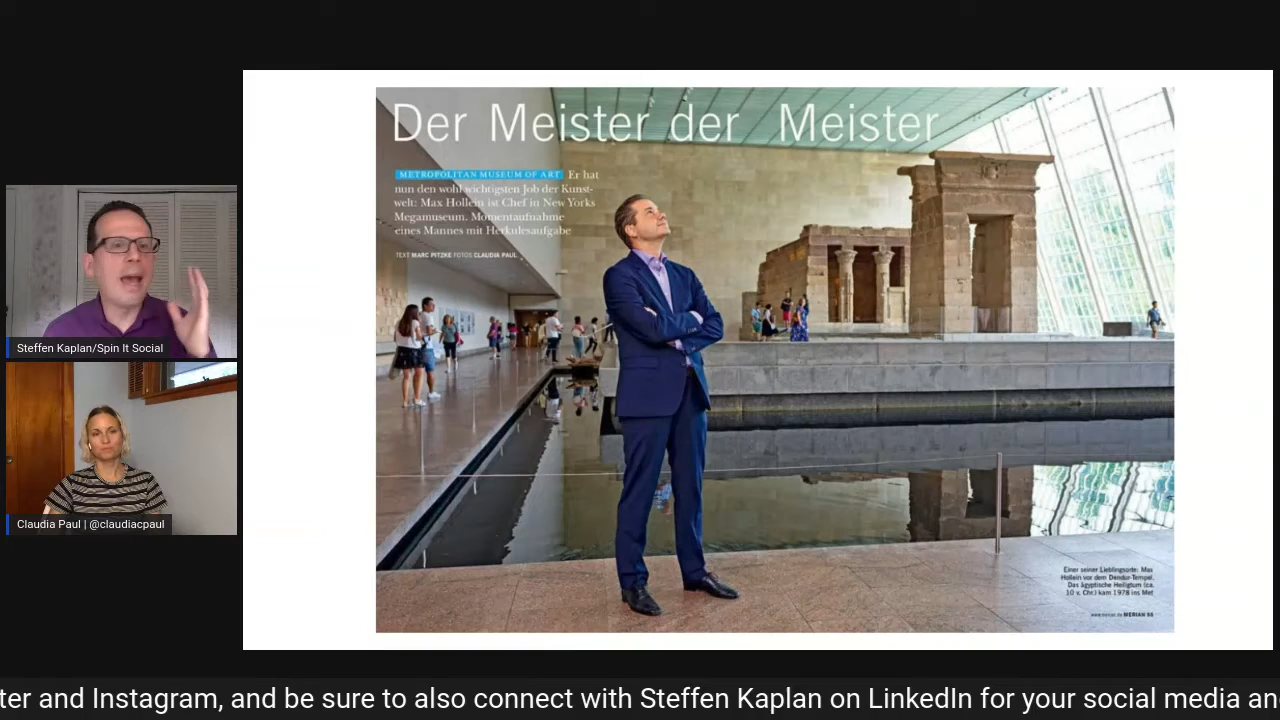 Der Meister der Meister
METROPOLITAN MUSEUM OF ART Er hat
nun den wohl wichtigsten Job der Kunst-
welt: Max Hollein ist Chef in New Yorks
Megamuseum. Momentaufnahme
eines Mannes mit Herkulesaufgabe
TEXT MARC PITZKE FOTOS CLAUDIA PAUL
Steffen Kaplan/Spin It Social
Claudia Paul | @claudiacpaul
Einer seiner Lieblingsorte: Max
Hollein vor dem Dendur-Tempel.
Das ägyptische Heiligtum (ca.
10 v. Chr.) kam 1978 ins Met
MERIAN
ter and Instagram, and be sure to also connect with Steffen Kaplan on LinkedIn for your social media an